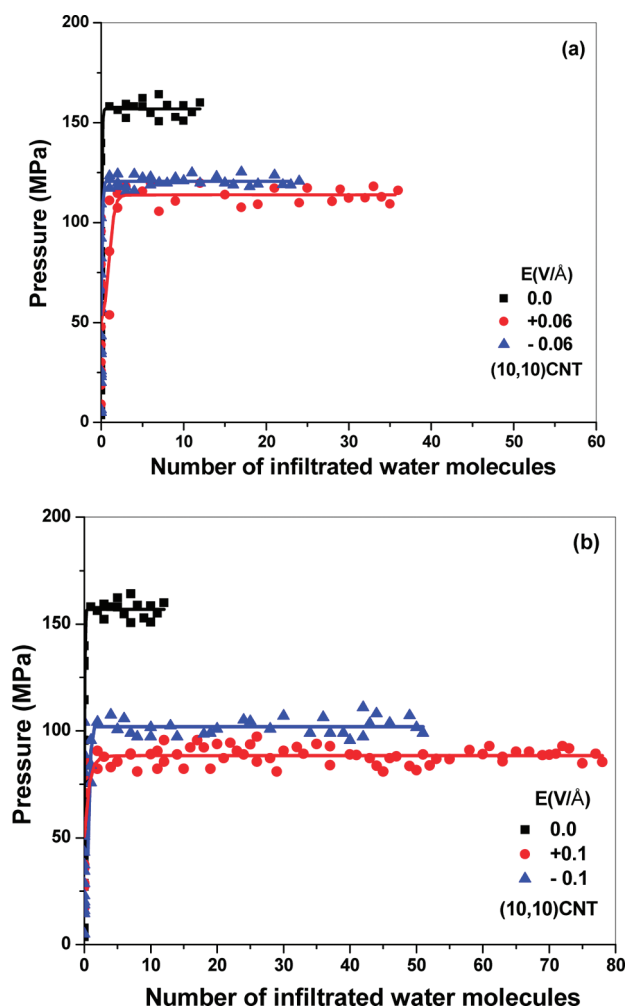 (a)
200
150
100
50
0
Pressure (MPa)
E(V/Å)
0.0
+0.06
- 0.06
(10,10)CNT
0 10 20 30 40 50 60
Number of infiltrated water molecules
(b)
200
150
100
50
0
Pressure (MPa)
E(V/Å)
0.0
+0.1
- 0.1
(10,10)CNT
0 10 20 30 40 50 60 70 80
Number of infiltrated water molecules